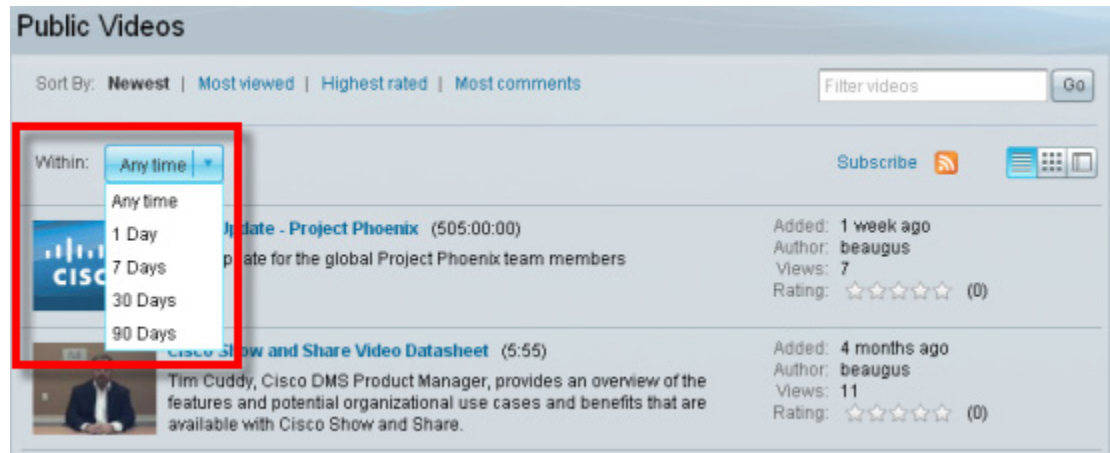 Public Videos
Sort By: Newest | Most viewed | Highest rated | Most comments
Filter videos
Go
Within: Any time
Subscribe
Any time
1 Day
7 Days
30 Days
90 Days
CISC
Update - Project Phoenix (505:00:00)
pdate for the global Project Phoenix team members
Added: 1 week ago
Author: beaugus
Views: 7
Rating: (0)
Cisco Show and Share Video Datasheet (5:55)
Tim Cuddy, Cisco DMS Product Manager, provides an overview of the
features and potential organizational use cases and benefits that are
available with Cisco Show and Share.
Added: 4 months ago
Author: beaugus
Views: 11
Rating: (0)